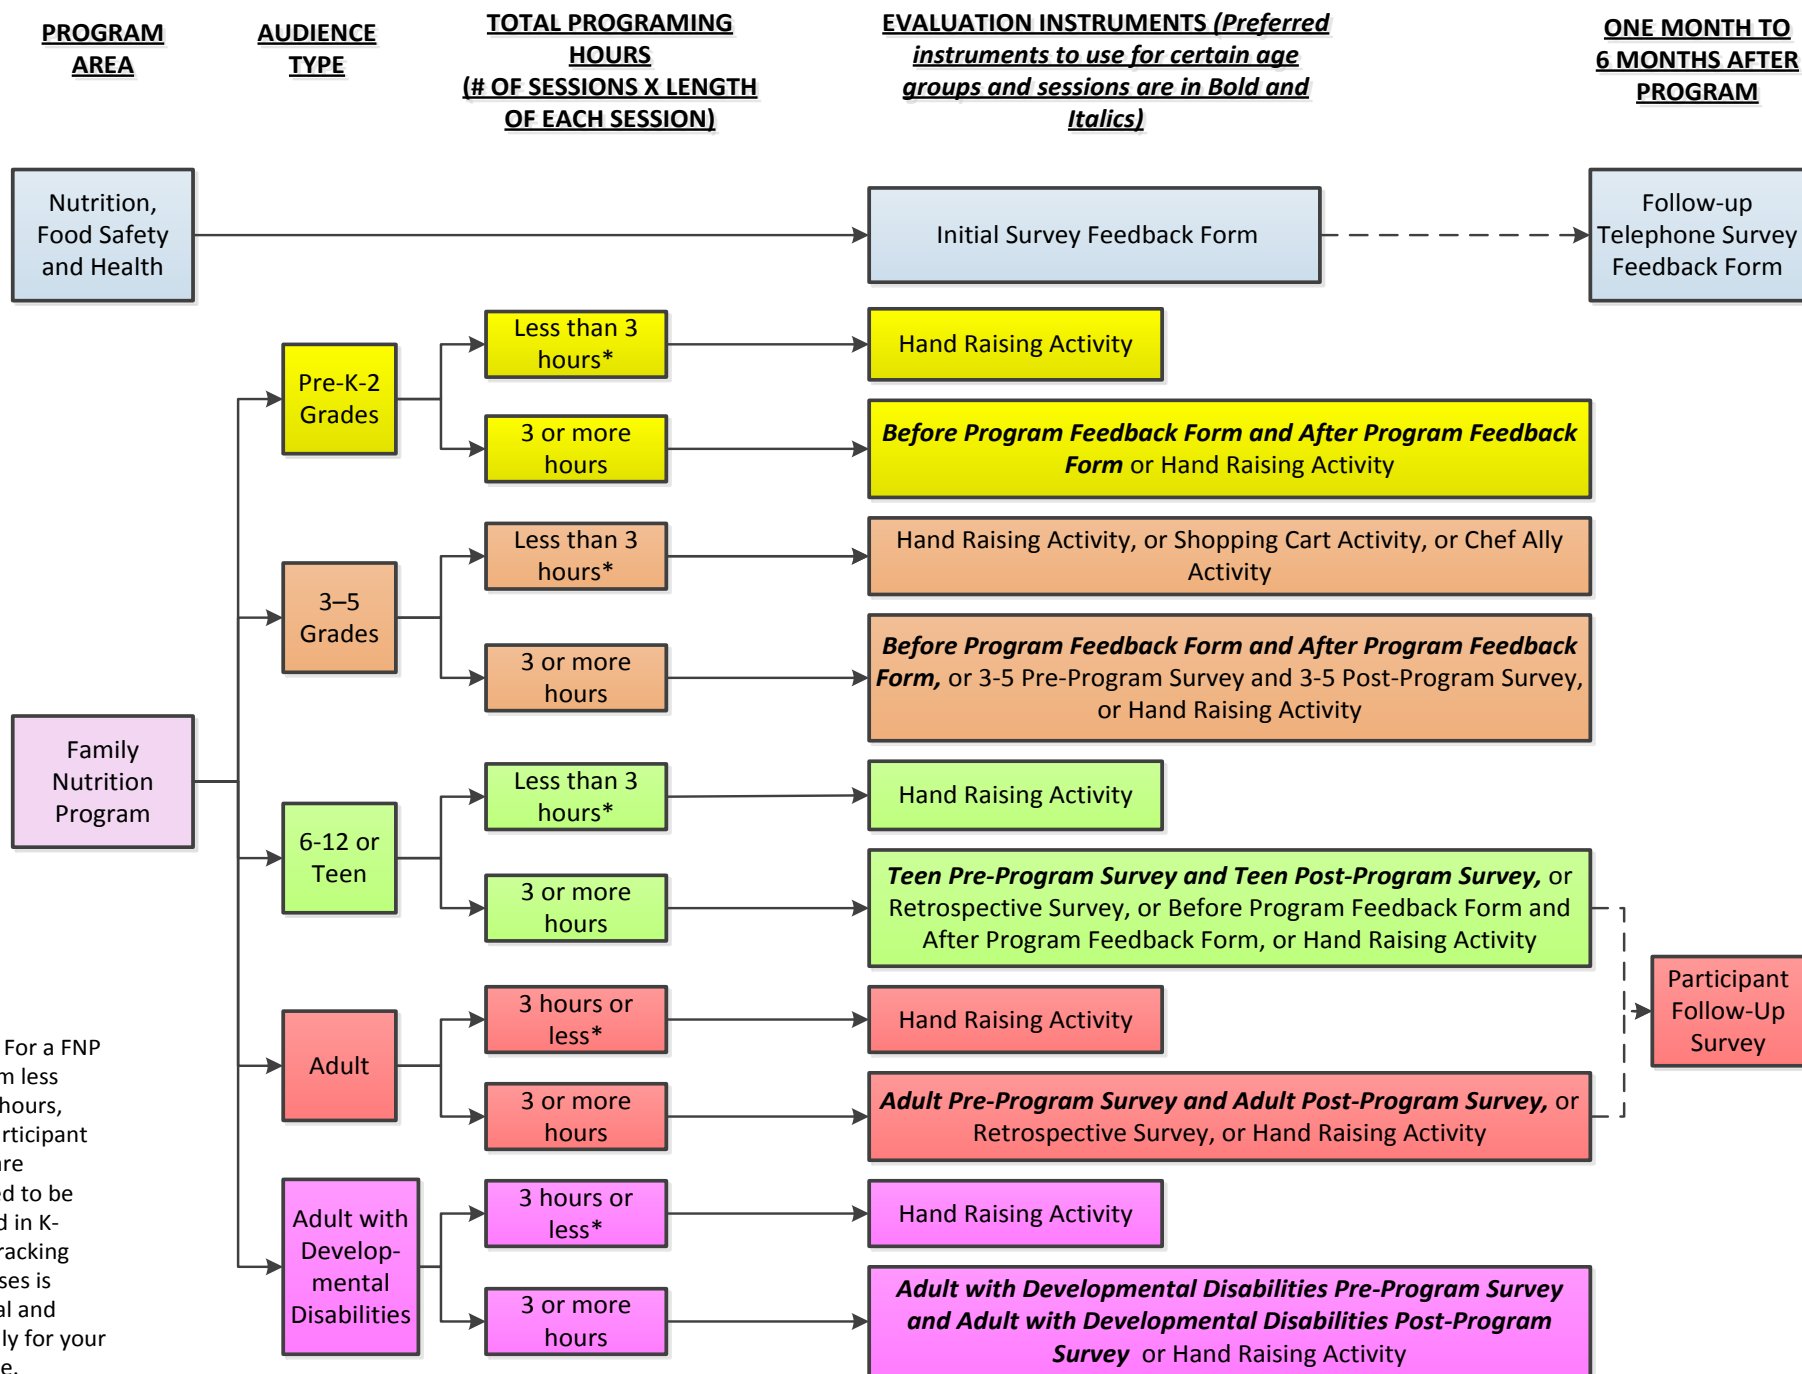 PROGRAM
AREA
AUDIENCE
TYPE
TOTAL PROGRAMING
HOURS
(# OF SESSIONS X LENGTH
OF EACH SESSION)
EVALUATION INSTRUMENTS (Preferred
instruments to use for certain age
groups and sessions are in Bold and
Italics)
ONE MONTH TO
6 MONTHS AFTER
PROGRAM
Nutrition,
Food Safety
and Health
Initial Survey Feedback Form
Follow-up
Telephone Survey
Feedback Form
Family
Nutrition
Program
Pre-K-2
Grades
Less than 3
hours*
Hand Raising Activity
3 or more
hours
Before Program Feedback Form and After Program Feedback
Form or Hand Raising Activity
3–5
Grades
Less than 3
hours*
Hand Raising Activity, or Shopping Cart Activity, or Chef Ally
Activity
3 or more
hours
Before Program Feedback Form and After Program Feedback
Form, or 3-5 Pre-Program Survey and 3-5 Post-Program Survey,
or Hand Raising Activity
6-12 or
Teen
Less than 3
hours*
Hand Raising Activity
3 or more
hours
Teen Pre-Program Survey and Teen Post-Program Survey, or
Retrospective Survey, or Before Program Feedback Form and
After Program Feedback Form, or Hand Raising Activity
Adult
3 hours or
less*
Hand Raising Activity
3 or more
hours
Adult Pre-Program Survey and Adult Post-Program Survey, or
Retrospective Survey, or Hand Raising Activity
Participant
Follow-Up
Survey
Adult with
Develop-
mental
Disabilities
3 hours or
less*
Hand Raising Activity
3 or more
hours
Adult with Developmental Disabilities Pre-Program Survey
and Adult with Developmental Disabilities Post-Program
Survey or Hand Raising Activity
For a FNP
m less
hours,
articipant
are
ed to be
d in K-
racking
ses is
al and
ly for your
e.